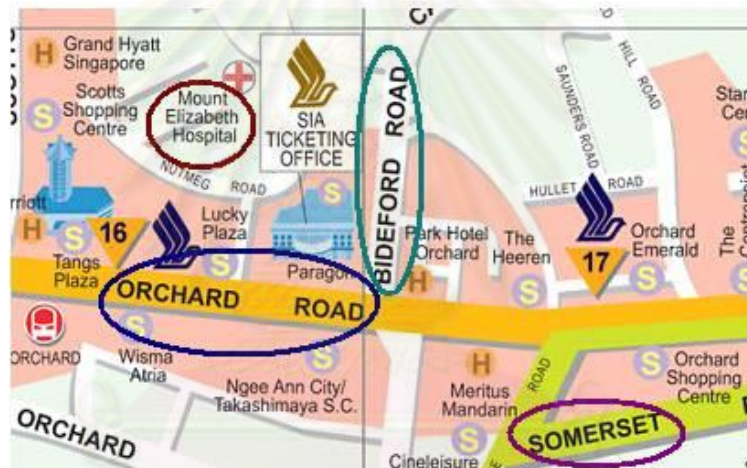 Grand Hyatt
Singapore
Scotts
Shopping
Centre
Mount
Elizabeth
Hospital
SIA
TICKETING
OFFICE
BIDEFORD ROAD
SAUNDERS ROAD
HILL ROAD
HULLET ROAD
NUTMEG ROAD
Lucky
Plaza
16
Tangs
Plaza
Paragon
Park Hotel
Orchard
The
Heeren
17
Orchard
Emerald
The
ORCHARD ROAD
ORCHARD
Wisma
Atria
Ngee Ann City/
Takashimaya S.C.
Meritus
Mandarin
ROAD
Orchard
Shopping
Centre
ORCHARD
Cineleisure
SOMERSET
H
S
H
S
S
S
H
S
S
S
S
H
S
S